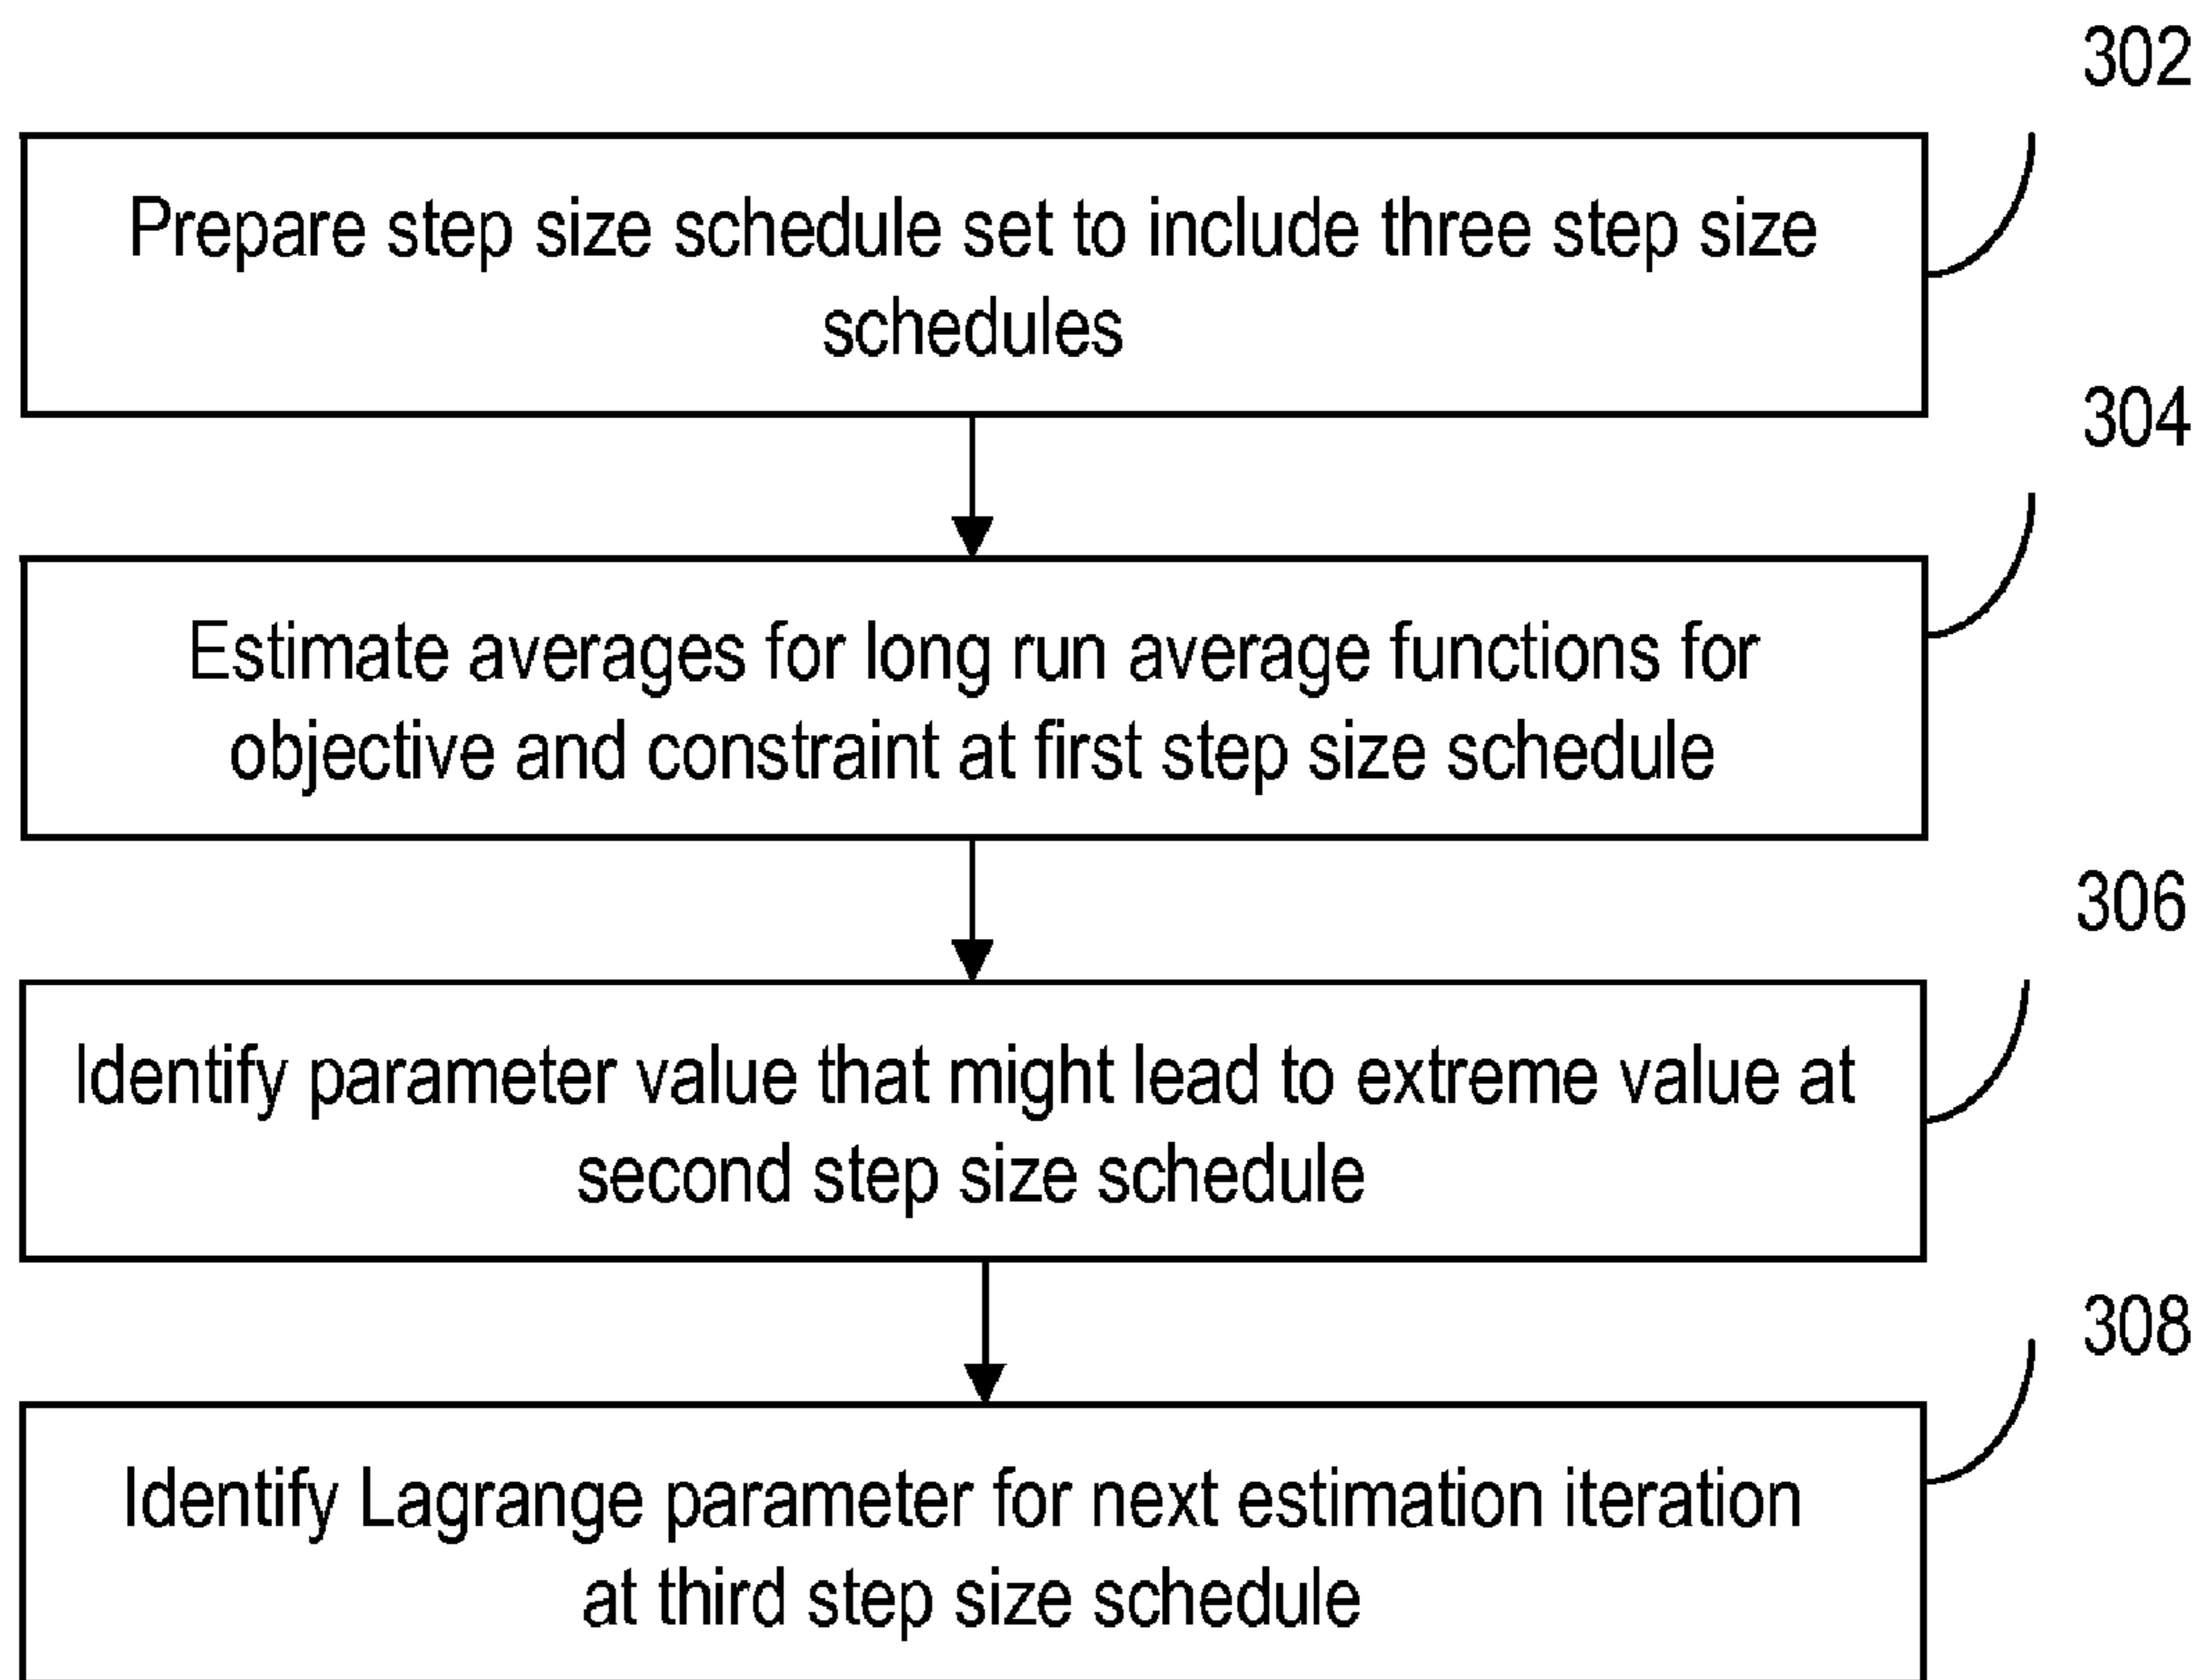 302
Prepare step size schedule set to include three step size
schedules
304
Estimate averages for long run average functions for
objective and constraint at first step size schedule
306
Identify parameter value that might lead to extreme value at
second step size schedule
308
Identify Lagrange parameter for next estimation iteration
at third step size schedule